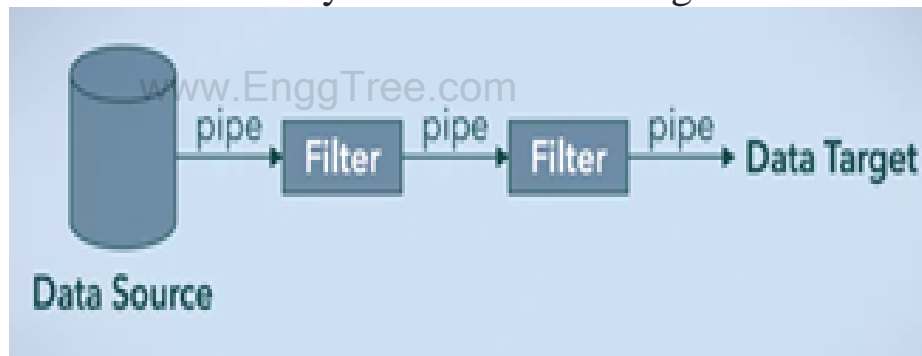 www.EnggTree.com
pipe pipe pipe
Filter Filter Data Target
Data Source